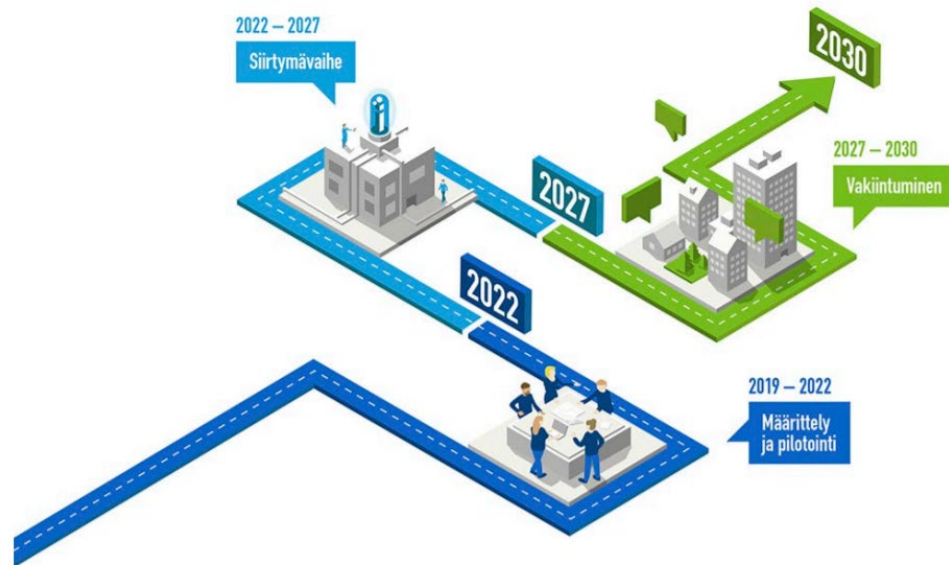 2022 – 2027
Siirtymävaihe
i
2030
2027 – 2030
Vakiintuminen
2027
2022
2019 – 2022
Määrittely
ja pilotointi